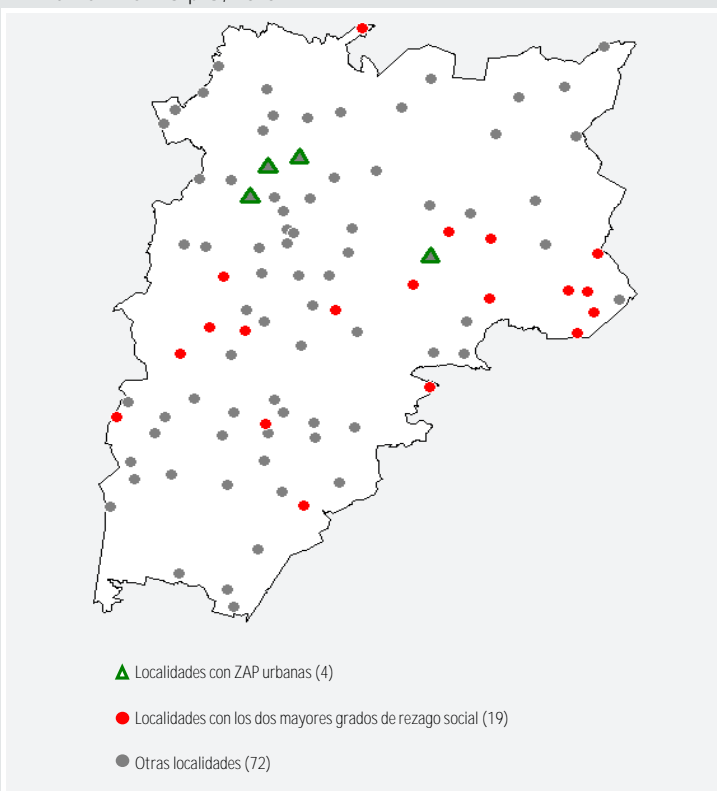 Localidades con ZAP urbanas (4)
Localidades con los dos mayores grados de rezago social (19)
Otras localidades (72)